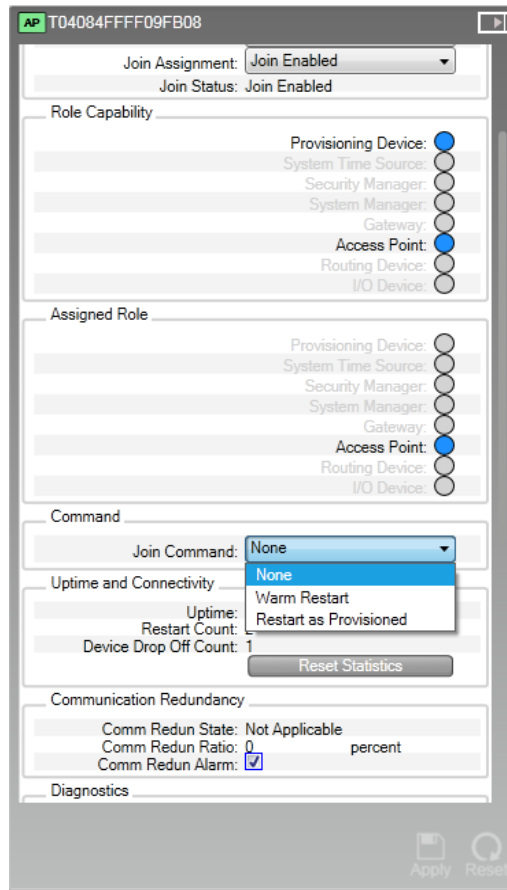 AP T04084FFFF09FB08
Join Assignment: Join Enabled
Join Status: Join Enabled
Role Capability
Provisioning Device:
System Time Source:
Security Manager:
System Manager:
Gateway:
Access Point:
Routing Device:
I/O Device:
Assigned Role
Provisioning Device:
System Time Source:
Security Manager:
System Manager:
Gateway:
Access Point:
Routing Device:
I/O Device:
Command
Join Command: None
None
Warm Restart
Restart as Provisioned
Uptime and Connectivity
Uptime:
Restart Count:
Device Drop Off Count: 1
Reset Statistics
Communication Redundancy
Comm Redun State: Not Applicable
Comm Redun Ratio: 0 percent
Comm Redun Alarm:
Diagnostics
Apply Reset